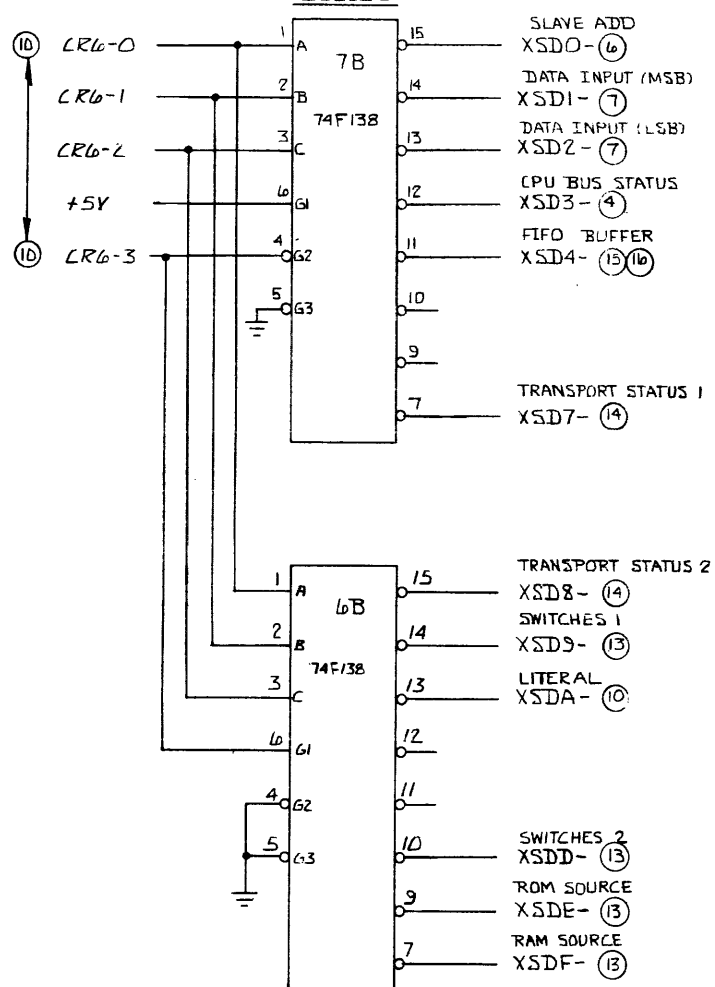 SLAVE ADD
10 CR6-0 1 A 7B 15 XSD0- 6
DATA INPUT (MSB)
CR6-1 2 B 14 XSD1- 7
74F138
DATA INPUT (LSB)
CR6-2 3 C 13 XSD2- 7
CPU BUS STATUS
+5V 6 G1 12 XSD3- 4
FIFO BUFFER
10 CR6-3 4 G2 11 XSD4- 15 16
5 G3 10
9
TRANSPORT STATUS 1
7 XSD7- 14
TRANSPORT STATUS 2
1 A 6B 15 XSD8- 14
SWITCHES 1
2 B 14 XSD9- 13
74F138
LITERAL
3 C 13 XSDA- 10
6 G1 12
4 G2 11
SWITCHES 2
5 G3 10 XSDD- 13
ROM SOURCE
9 XSDE- 13
RAM SOURCE
7 XSDF- 13